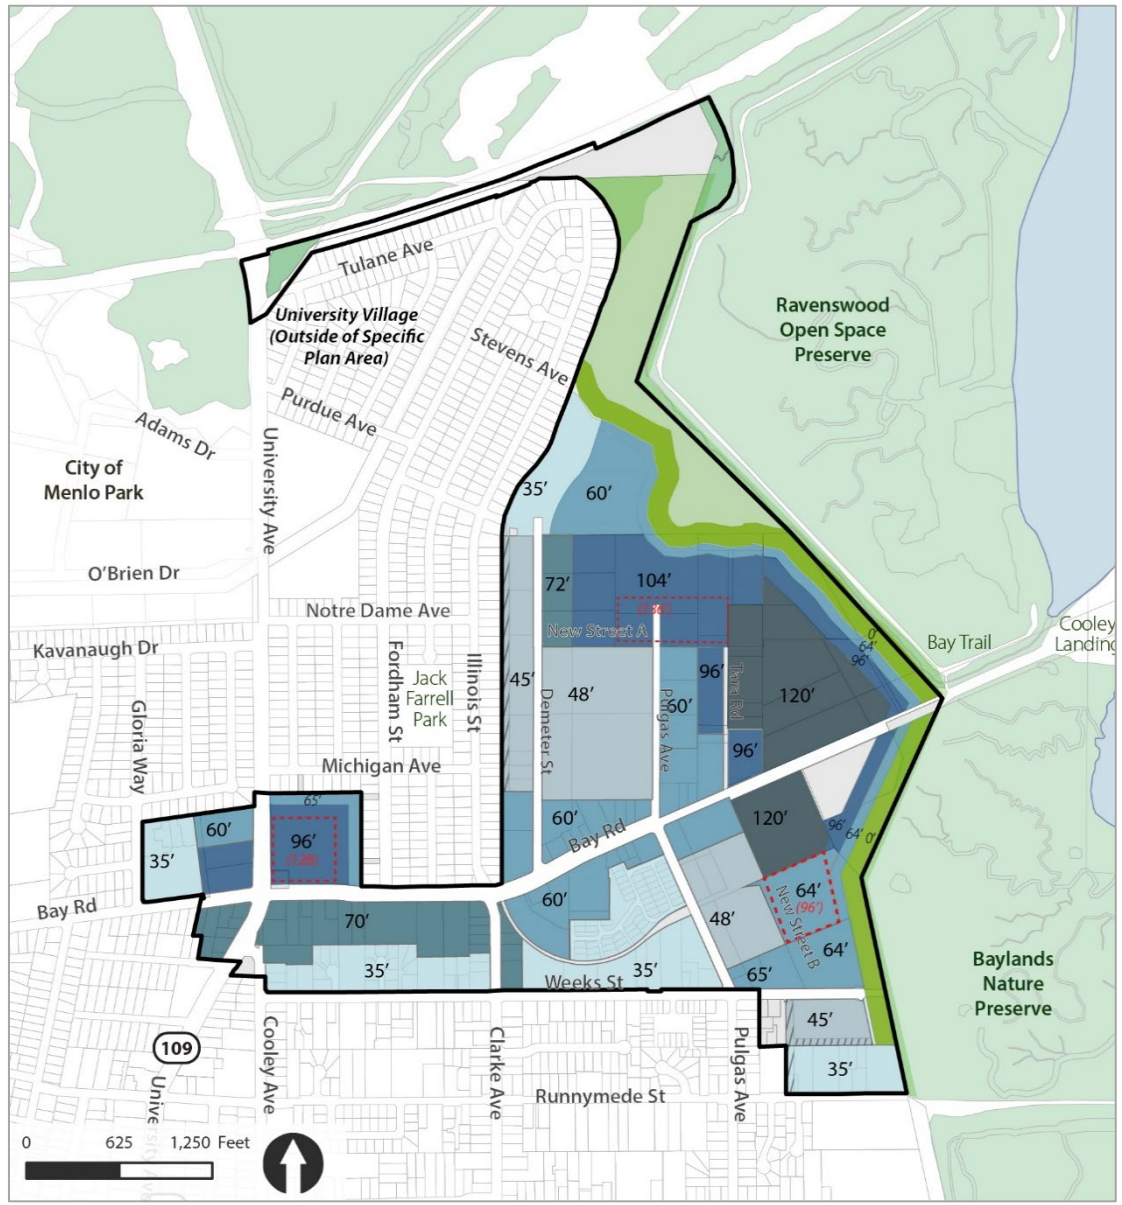 Tulane Ave
University Village
(Outside of Specific
Plan Area)
Stevens Ave
Purdue Ave
Adams Dr
City of
Menlo Park
University Ave
Ravenswood
Open Space
Preserve
35’
60’
O’Brien Dr
72’
104’
Notre Dame Ave
New Street A
Kavanaugh Dr
Fordham St
Jack
Farrell
Park
Illinois St
45’
Demeter St
48’
Pulgas Ave
60’
96’
Tiara Rd
120’
0’
64’
96’
Bay Trail
Cooley
Landing
Gloria Way
Michigan Ave
96’
65’
60’
35’
96’
60’
Bay Rd
120’
96’
64’
0’
Bay Rd
70’
60’
48’
64’
(96’)
New Street B
64’
35’
35’
Weeks St
65’
Baylands
Nature
Preserve
45’
35’
109
Cooley Ave
Clarke Ave
Pulgas Ave
Runnymede St
University Ave
0
625
1,250 Feet